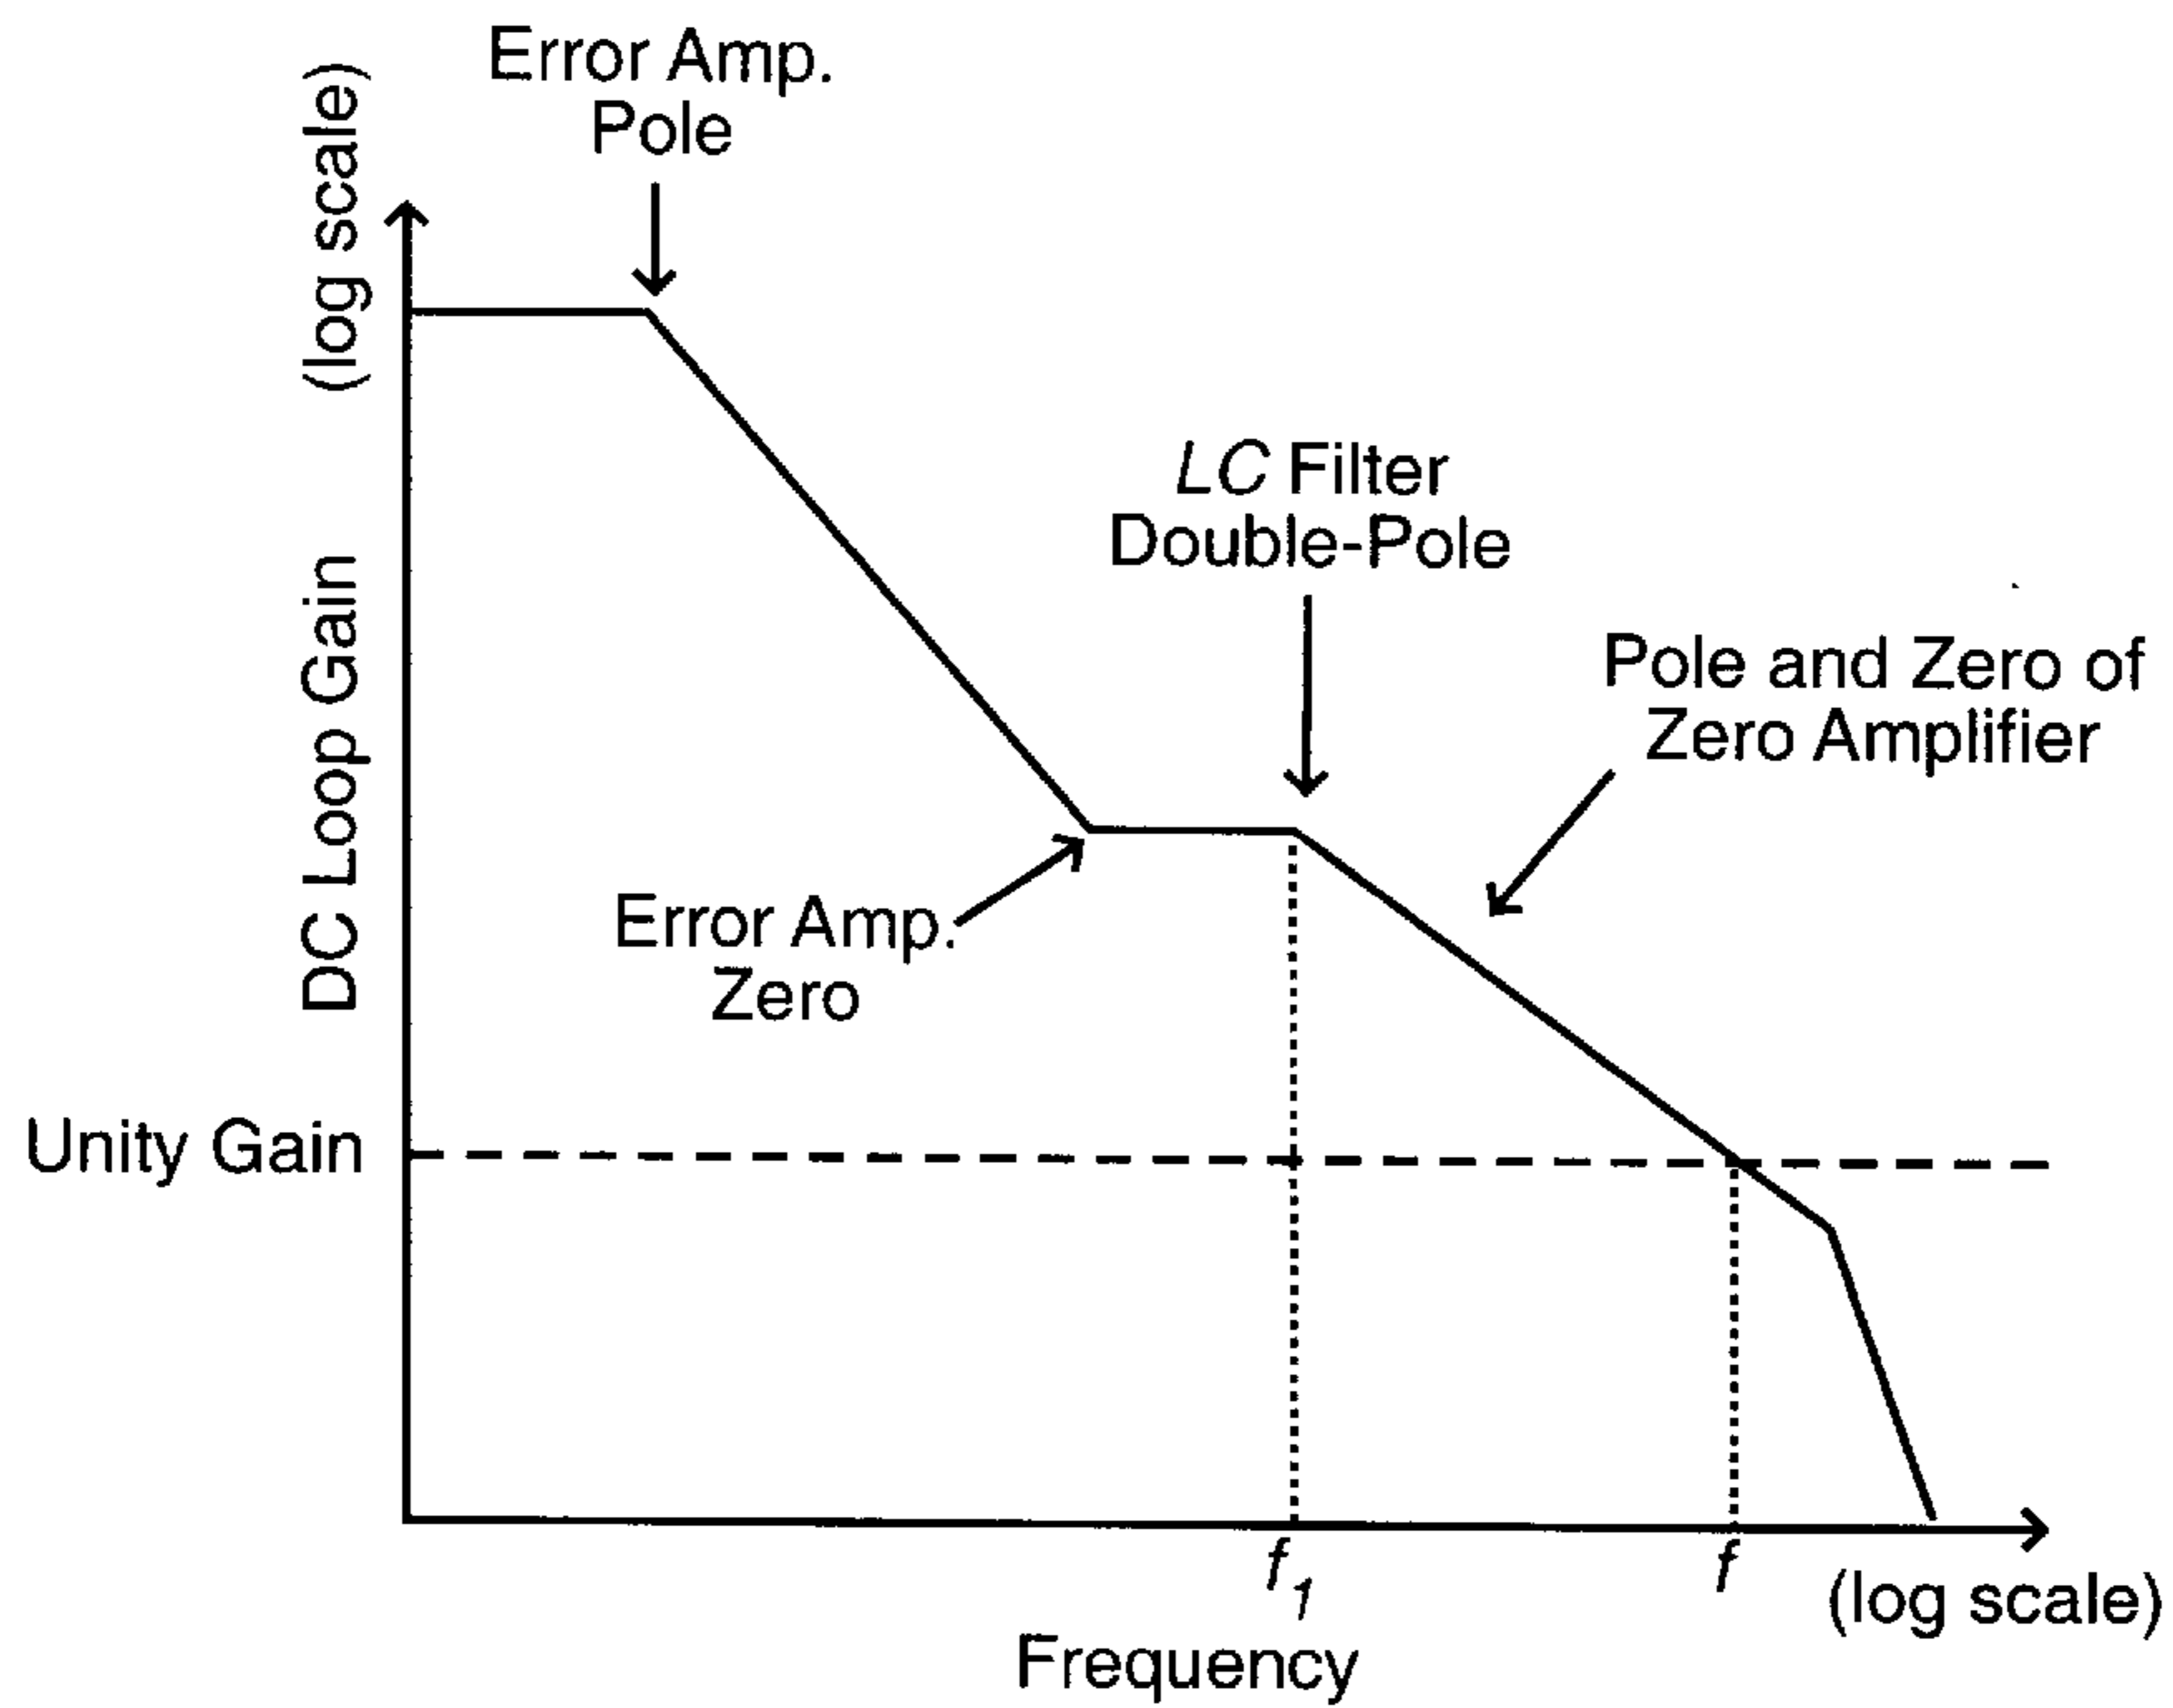 Error Amp.
Pole
(log scale)
DC Loop Gain
LC Filter
Double-Pole
Pole and Zero of
Zero Amplifier
Error Amp.
Zero
Unity Gain
f1
f
(log scale)
Frequency